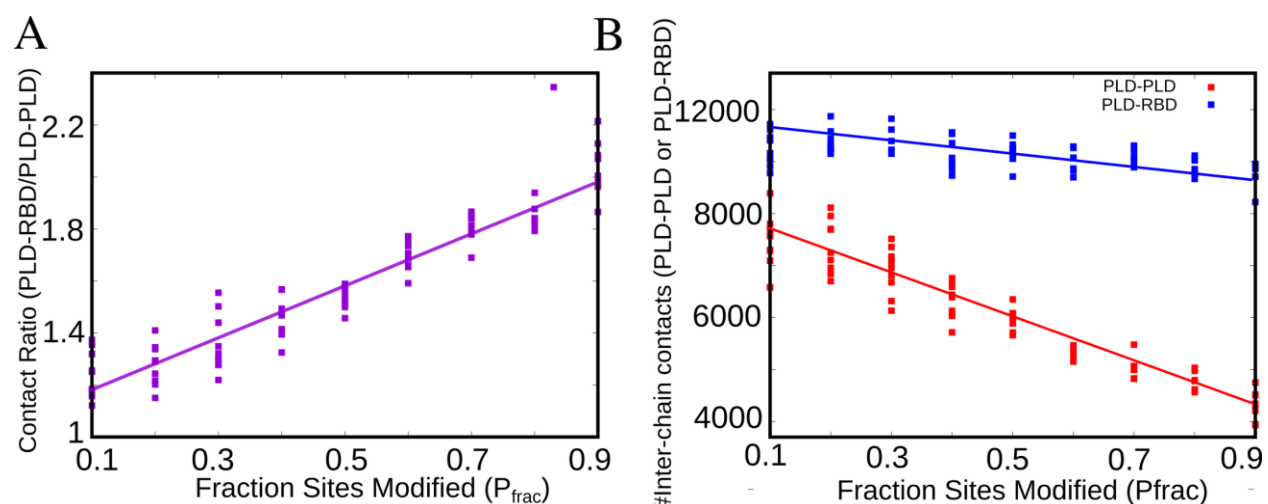 A
Contact Ratio (PLD-RBD/PLD-PLD)
2.2
1.8
1.4
1
0.1 0.3 0.5 0.7 0.9
Fraction Sites Modified (Pfrac)
B
#Inter-chain contacts (PLD-PLD or PLD-RBD)
PLD-PLD
PLD-RBD
12000
10000
8000
6000
4000
0.1 0.3 0.5 0.7 0.9
Fraction Sites Modified (Pfrac)